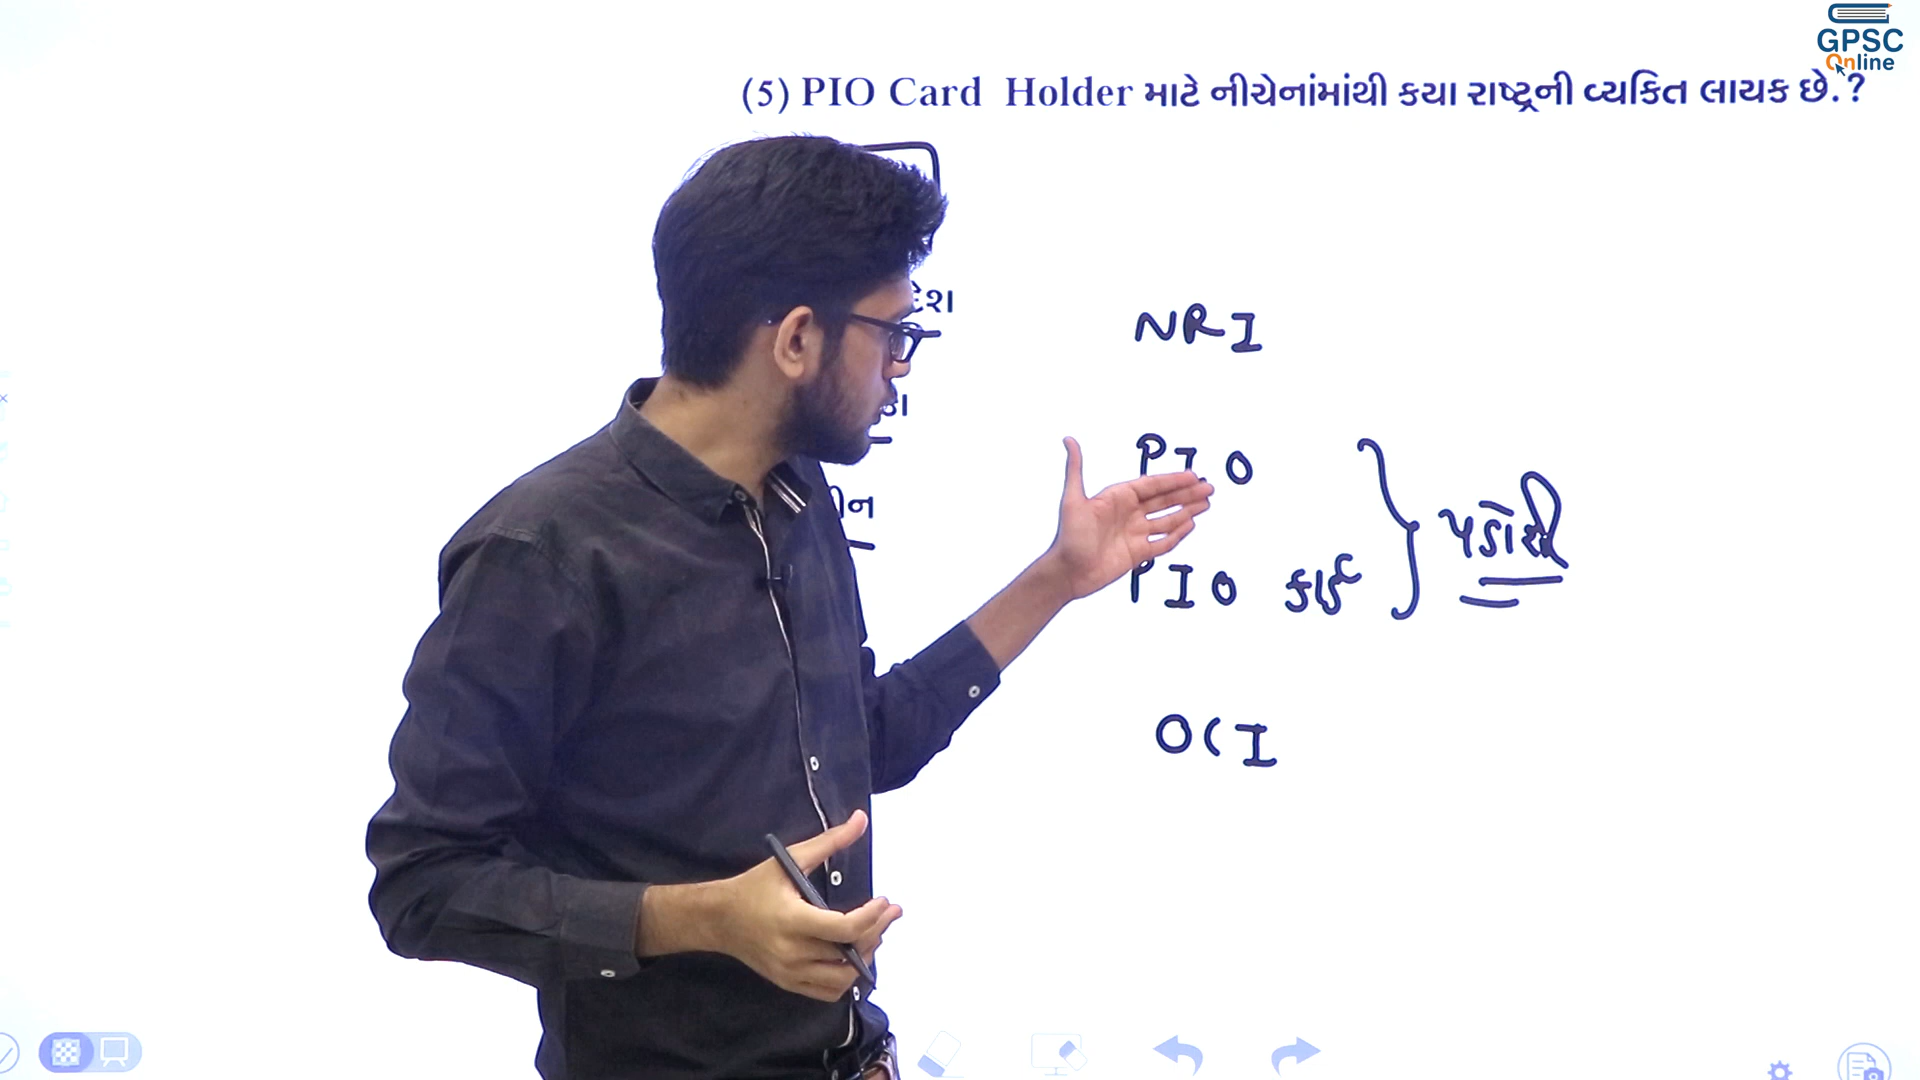 GPSC
Online
(5) PIO Card Holder માટે નીચેનાંમાંથી કયા રાષ્ટ્રની વ્યકિત લાયક છે.?
NRI
PIO
PIO કાર્ડ
પડોશી
OCI